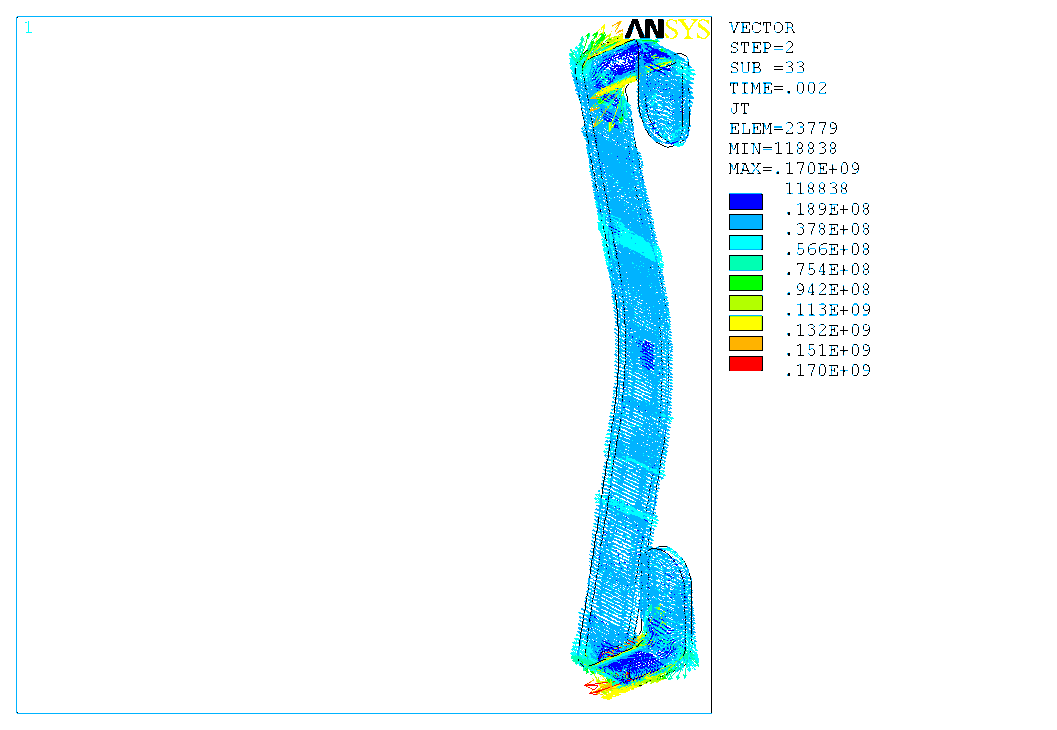 1
ANSYS
VECTOR
STEP=2
SUB =33
TIME=.002
JT
ELEM=23779
MIN=118838
MAX=.170E+09
118838
.189E+08
.378E+08
.566E+08
.754E+08
.942E+08
.113E+09
.132E+09
.151E+09
.170E+09